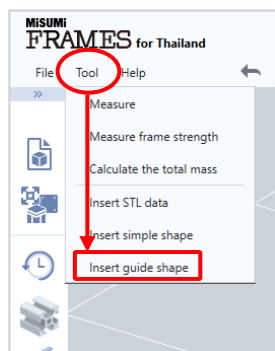 MiSUMi
FRAMES for Thailand
File Tool Help
»
Measure
Measure frame strength
Calculate the total mass
Insert STL data
Insert simple shape
Insert guide shape